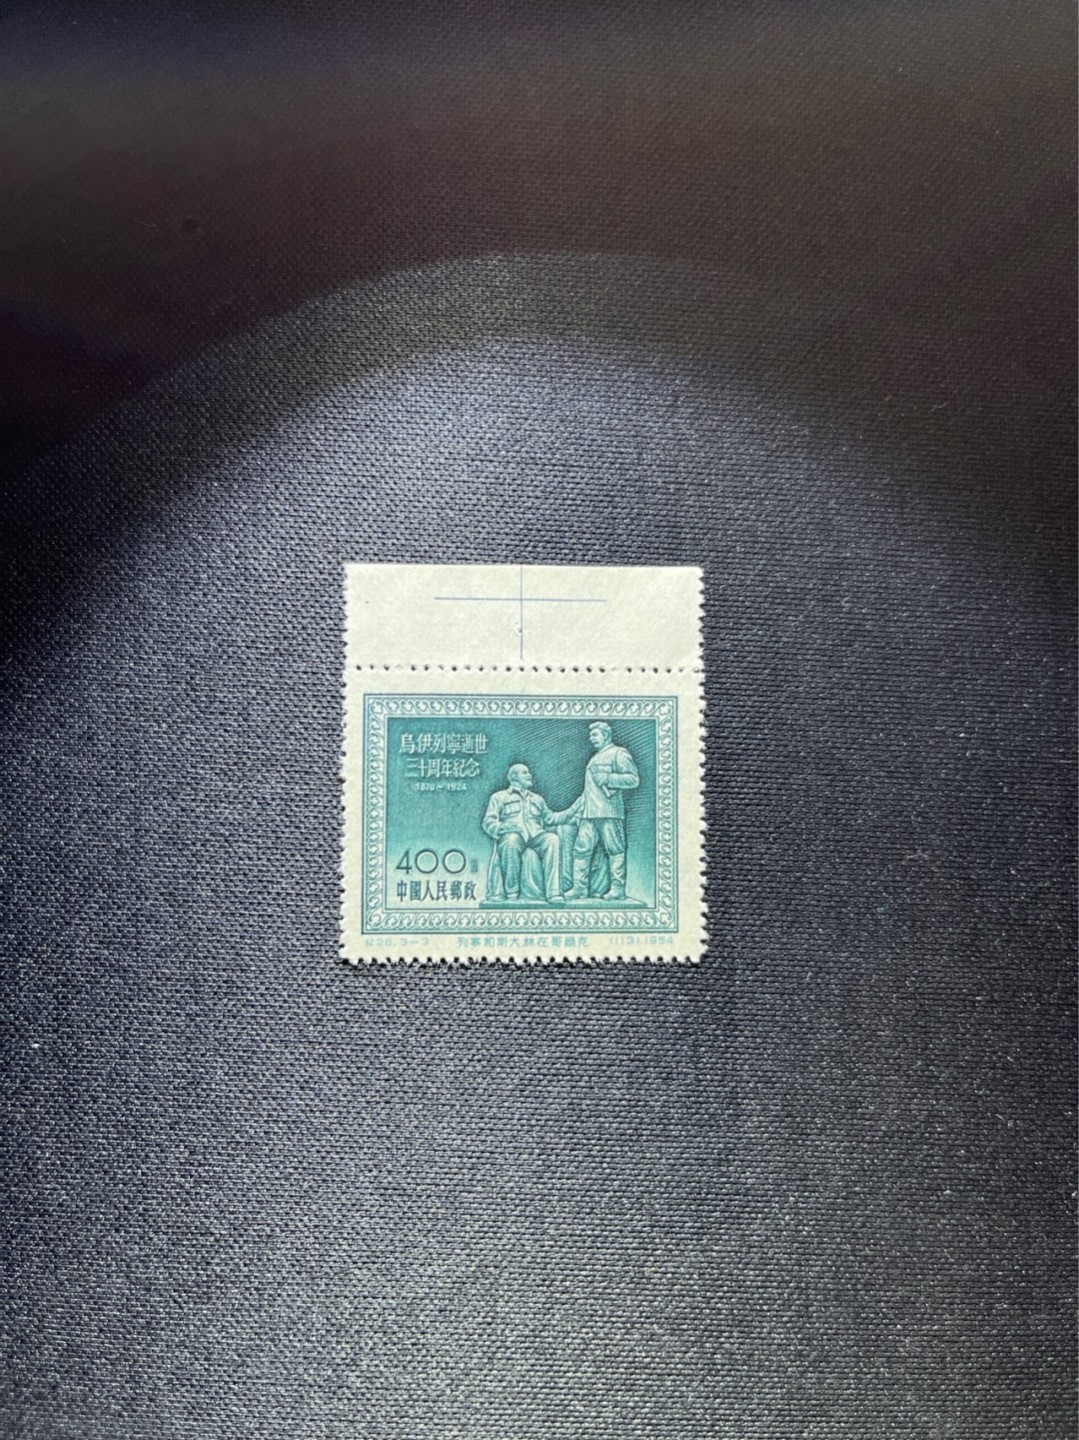 烏·伊·列寧逝世
三十周年紀念
1870-1924
400圓
中國人民郵政
紀26.3-3. 列寧和斯大林在哥爾克 (113) 1954